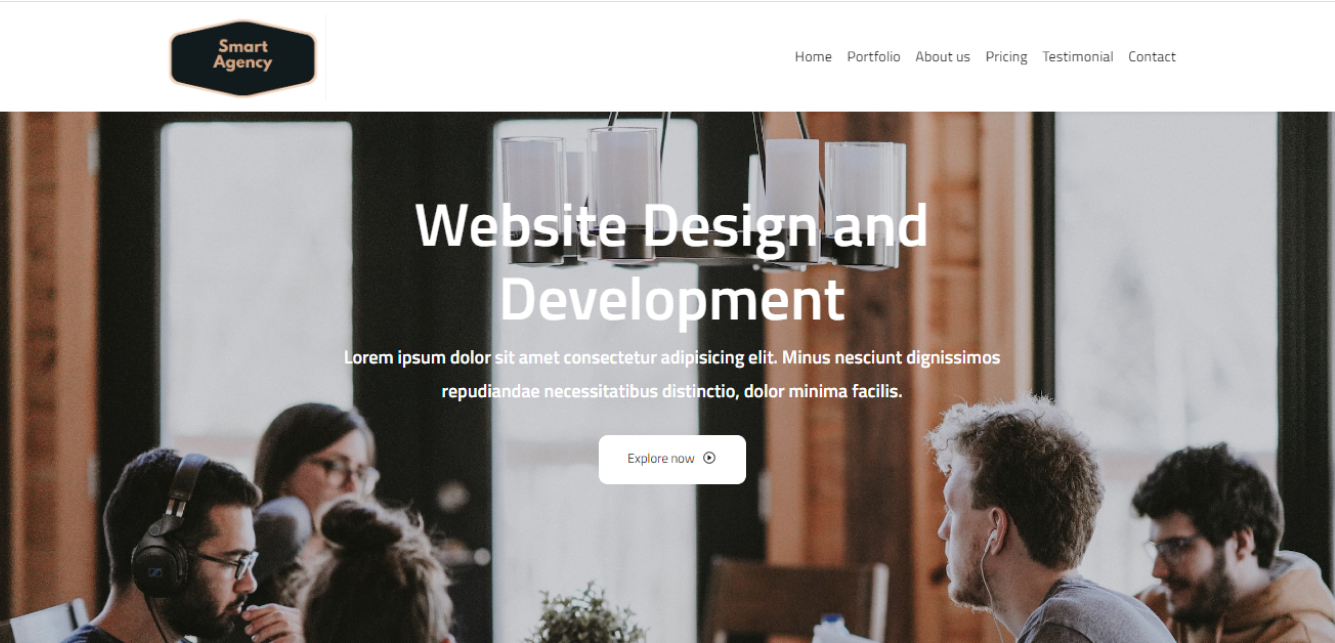 Smart
Agency
Home Portfolio About us Pricing Testimonial Contact
Website Design and
Development
Lorem ipsum dolor sit amet consectetur adipisicing elit. Minus nesciunt dignissimos
repudiandae necessitatibus distinctio, dolor minima facilis.
Explore now